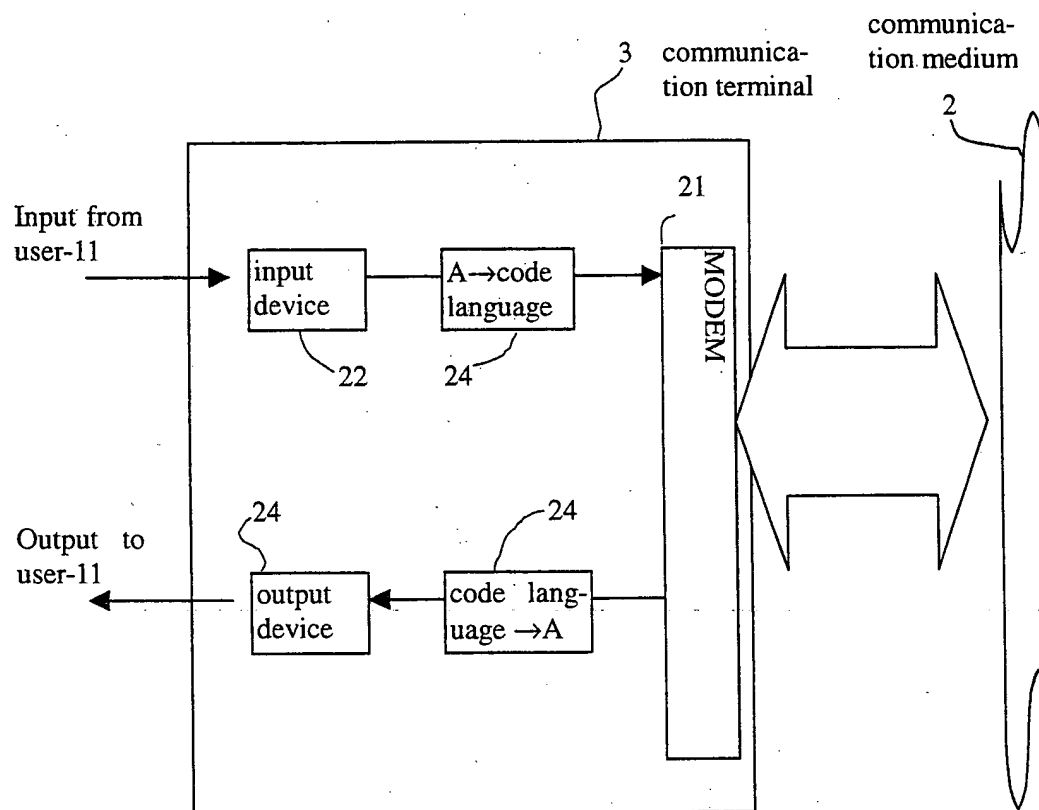 communica-
tion medium
2
3
communica-
tion terminal
21
Input from
user-11
input
device
22
A→code
language
24
MODEM
24
Output to
user-11
output
device
24
code lang-
uage →A